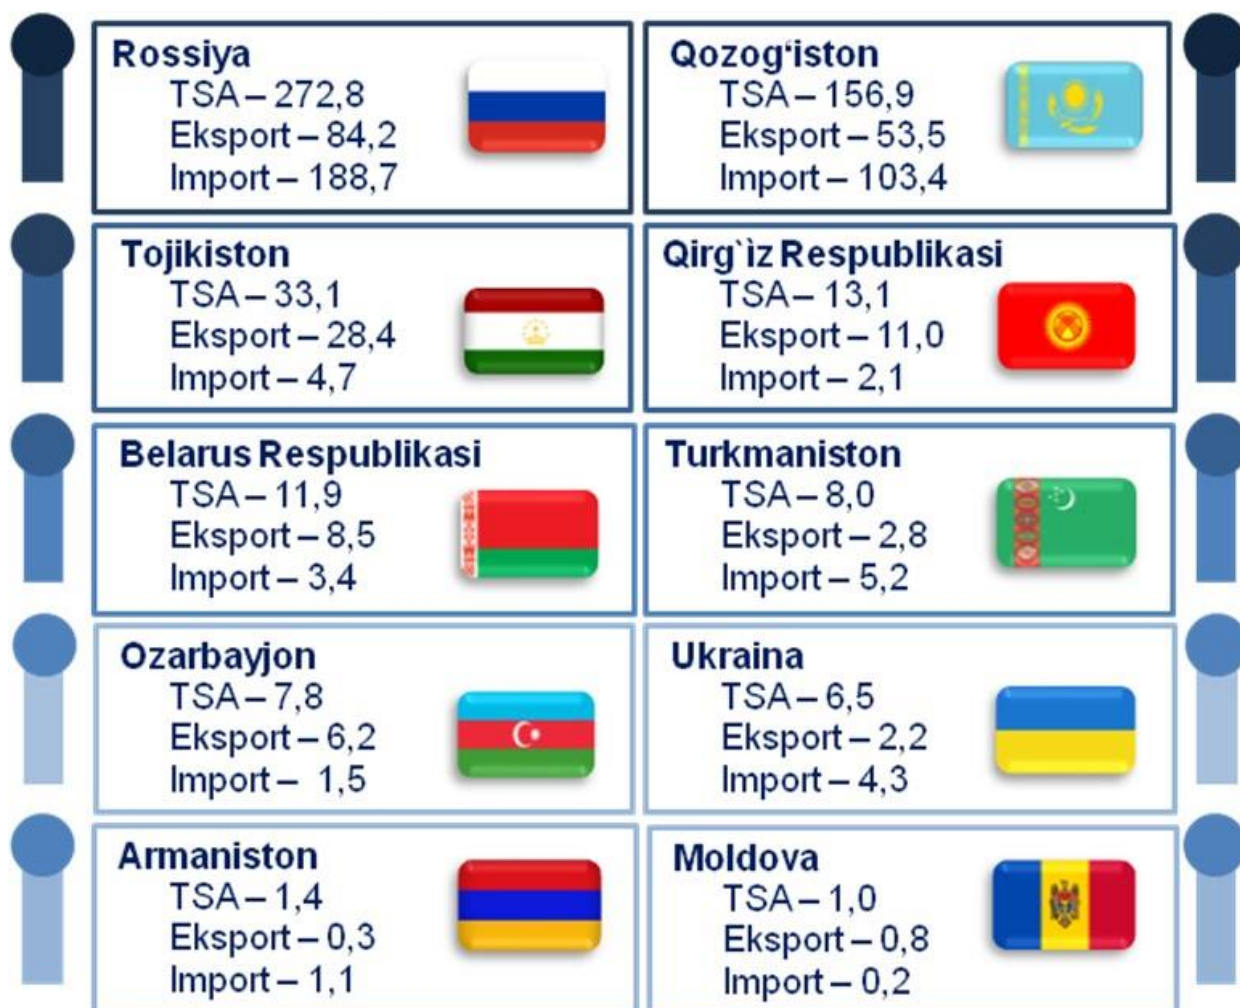 Rossiya
TSA – 272,8
Eksport – 84,2
Import – 188,7
Qozog‘iston
TSA – 156,9
Eksport – 53,5
Import – 103,4
Tojikiston
TSA – 33,1
Eksport – 28,4
Import – 4,7
Qirg`ìz Respublikasi
TSA – 13,1
Eksport – 11,0
Import – 2,1
Belarus Respublikasi
TSA – 11,9
Eksport – 8,5
Import – 3,4
Turkmaniston
TSA – 8,0
Eksport – 2,8
Import – 5,2
Ozarbayjon
TSA – 7,8
Eksport – 6,2
Import – 1,5
Ukraina
TSA – 6,5
Eksport – 2,2
Import – 4,3
Armaniston
TSA – 1,4
Eksport – 0,3
Import – 1,1
Moldova
TSA – 1,0
Eksport – 0,8
Import – 0,2